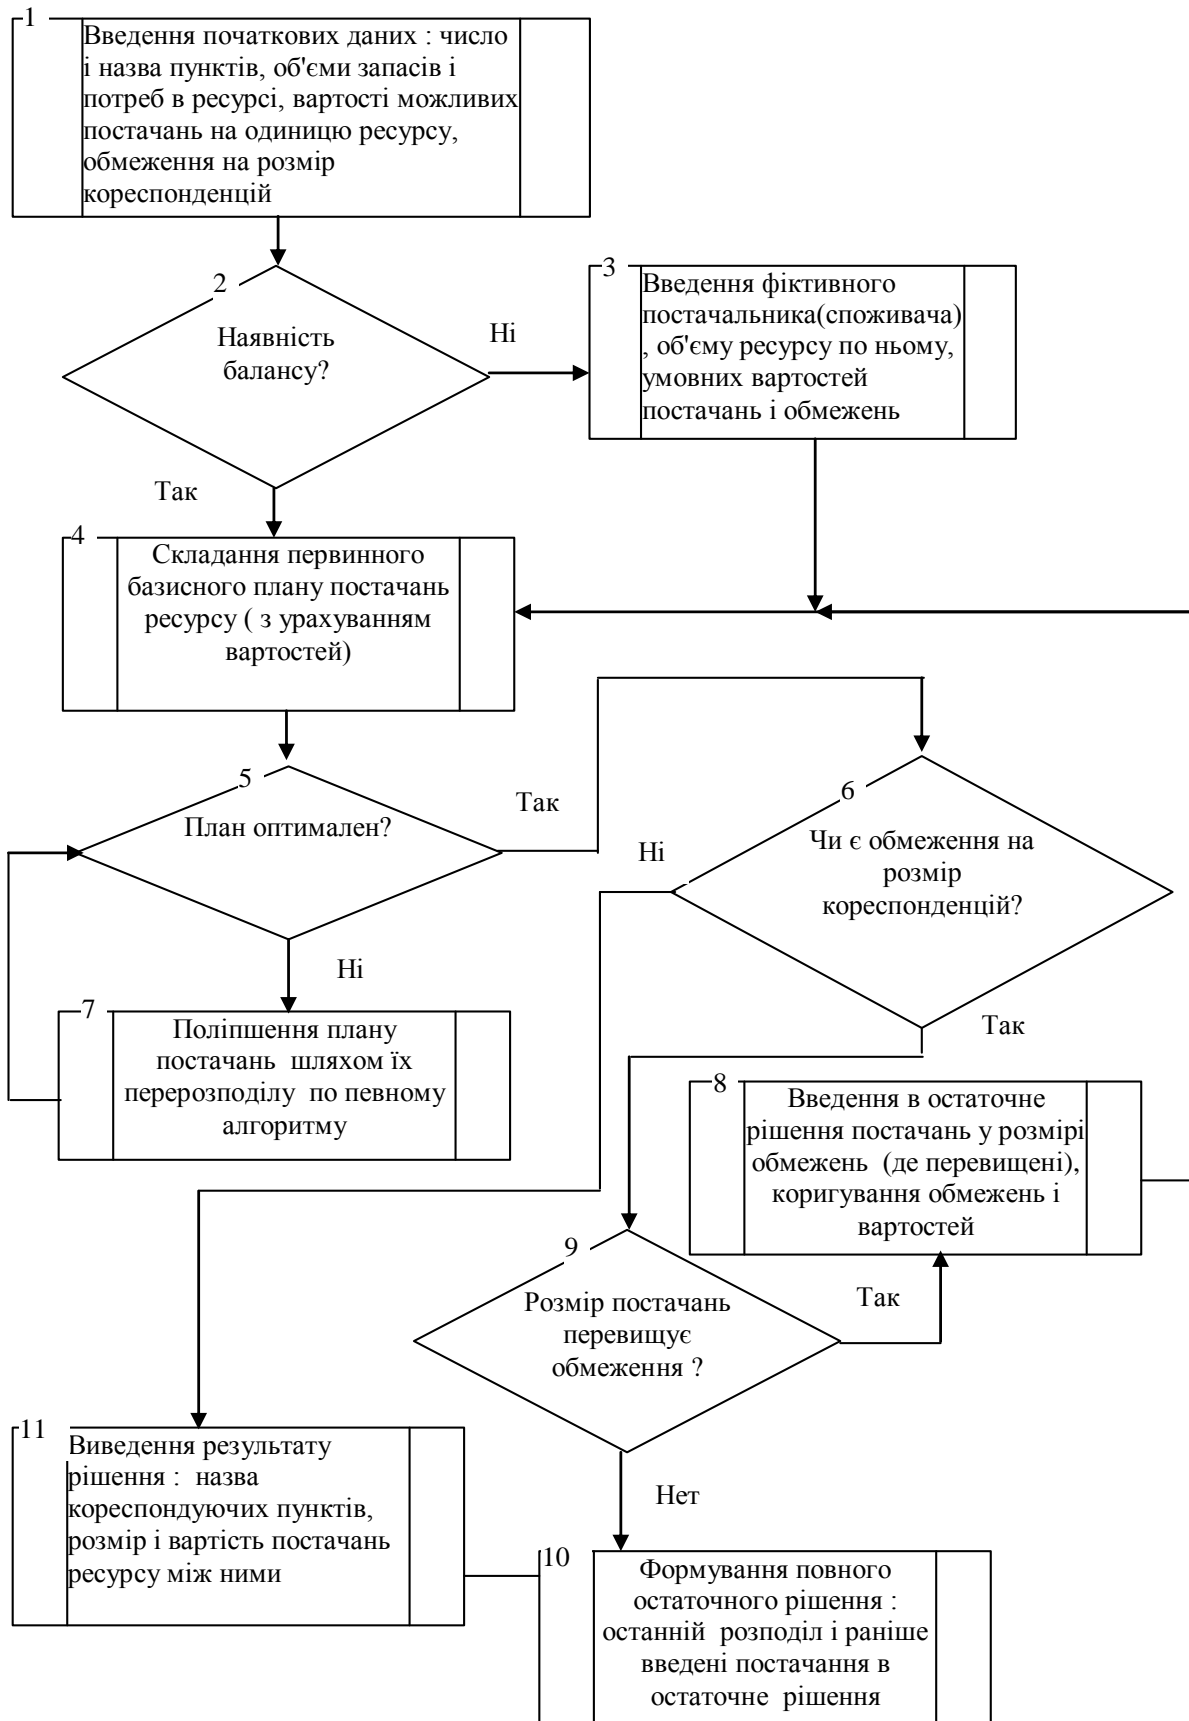 1
Введення початкових даних : число
і назва пунктів, об'єми запасів і
потреб в ресурсі, вартості можливих
постачань на одиницю ресурсу,
обмеження на розмір
кореспонденцій
2
Наявність
балансу?
Ні
3
Введення фіктивного
постачальника(споживача)
, об'єму ресурсу по ньому,
умовних вартостей
постачань і обмежень
Так
4
Складання первинного
базисного плану постачань
ресурсу ( з урахуванням
вартостей)
5
План оптимален?
Так
6
Чи є обмеження на
розмір
кореспонденцій?
Ні
Ні
Так
7
Поліпшення плану
постачань шляхом їх
перерозподілу по певному
алгоритму
8
Введення в остаточне
рішення постачань у розмірі
обмежень (де перевищені),
коригування обмежень і
вартостей
9
Розмір постачань
перевищує
обмеження ?
Так
Нет
11
Виведення результату
рішення : назва
кореспондуючих пунктів,
розмір і вартість постачань
ресурсу між ними
10
Формування повного
остаточного рішення :
останній розподіл і раніше
введені постачання в
остаточне рішення